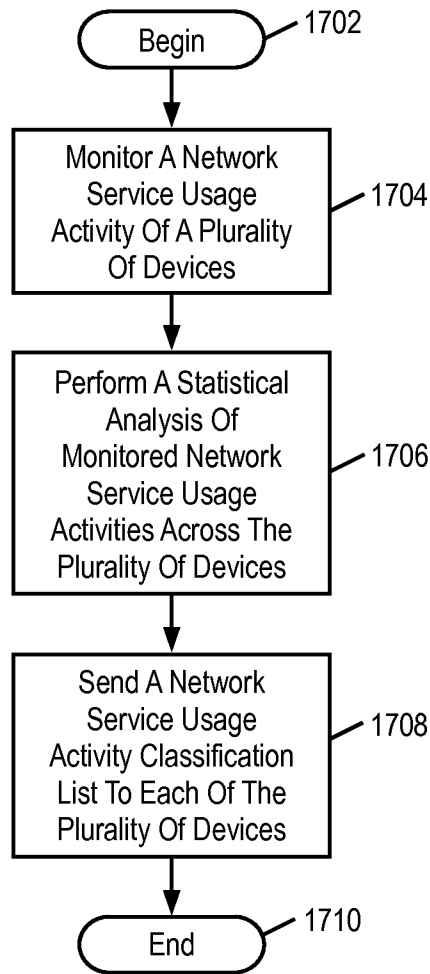 Begin
1702
Monitor A Network
Service Usage
Activity Of A Plurality
Of Devices
1704
Perform A Statistical
Analysis Of
Monitored Network
Service Usage
Activities Across The
Plurality Of Devices
1706
Send A Network
Service Usage
Activity Classification
List To Each Of The
Plurality Of Devices
1708
End
1710